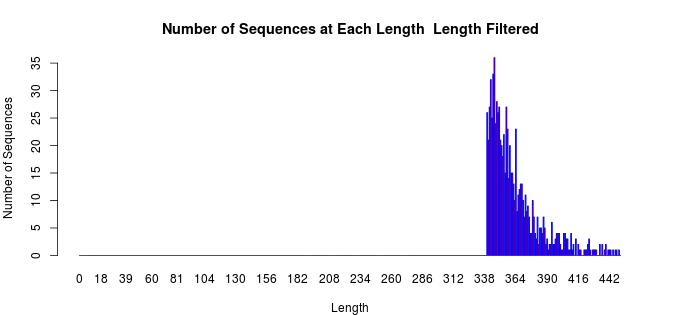 Number of Sequences at Each Length  Length Filtered
Number of Sequences
35
30
25
20
15
10
5
0
0 18 39 60 81 104 130 156 182 208 234 260 286 312 338 364 390 416 442
Length